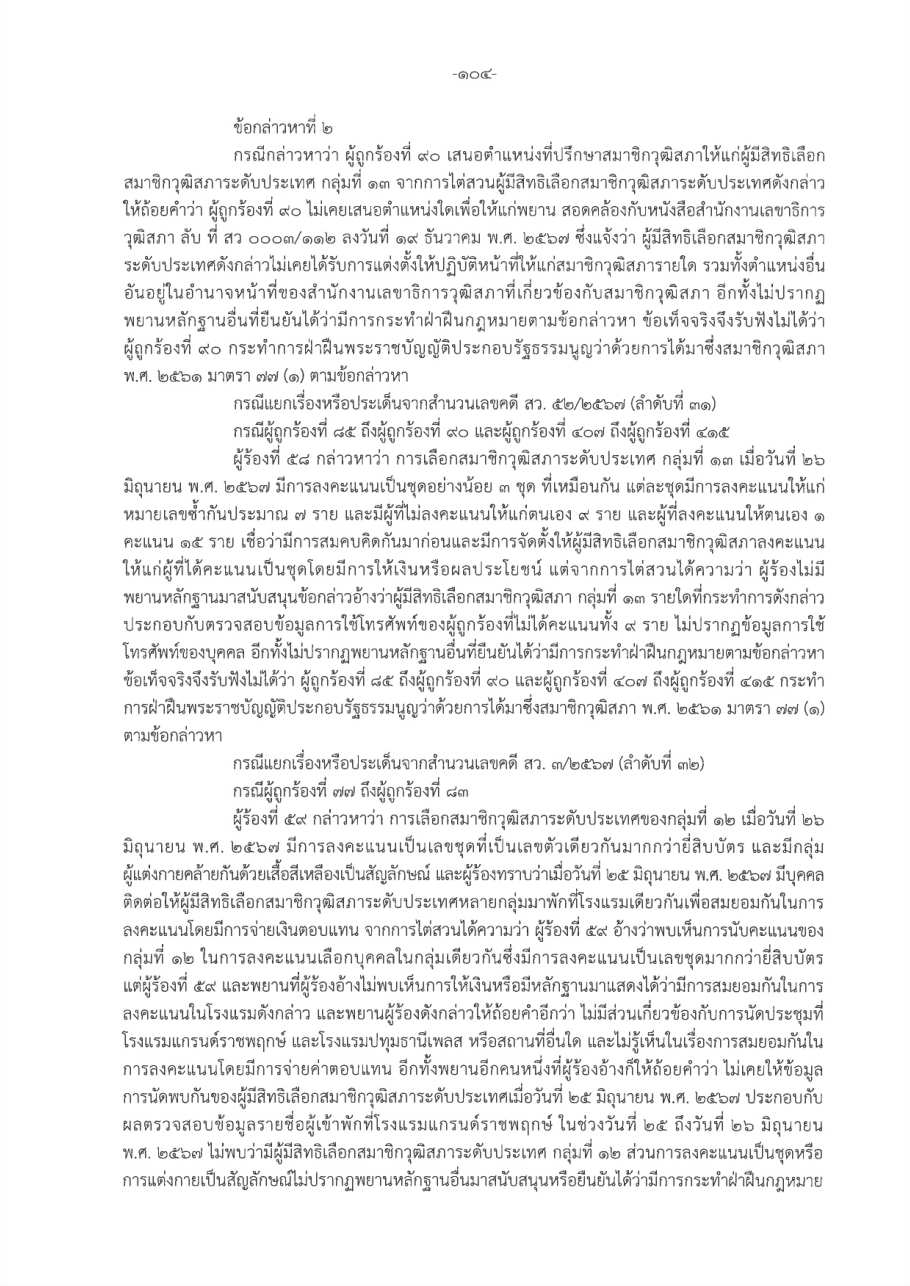 -๑๐๔-
ข้อกล่าวหาที่ ๒
กรณีกล่าวหาว่า ผู้ถูกร้องที่ ๙๐ เสนอตำแหน่งที่ปรึกษาสมาชิกวุฒิสภาให้แก่ผู้มีสิทธิเลือก
สมาชิกวุฒิสภาระดับประเทศ กลุ่มที่ ๑๓ จากการไต่สวนผู้มีสิทธิเลือกสมาชิกวุฒิสภาระดับประเทศดังกล่าว
ให้ถ้อยคำว่า ผู้ถูกร้องที่ ๙๐ ไม่เคยเสนอตำแหน่งใดเพื่อให้แก่พยาน สอดคล้องกับหนังสือสำนักงานเลขาธิการ
วุฒิสภา ลับ ที่ สว ๐๐๐๓/๑๑๒ ลงวันที่ ๑๙ ธันวาคม พ.ศ. ๒๕๖๗ ซึ่งแจ้งว่า ผู้มีสิทธิเลือกสมาชิกวุฒิสภา
ระดับประเทศดังกล่าวไม่เคยได้รับการแต่งตั้งให้ปฏิบัติหน้าที่ให้แก่สมาชิกวุฒิสภารายใด รวมทั้งตำแหน่งอื่น
อันอยู่ในอำนาจหน้าที่ของสำนักงานเลขาธิการวุฒิสภาที่เกี่ยวข้องกับสมาชิกวุฒิสภา อีกทั้งไม่ปรากฏ
พยานหลักฐานอื่นที่ยืนยันได้ว่ามีการกระทำฝ่าฝืนกฎหมายตามข้อกล่าวหา ข้อเท็จจริงจึงรับฟังไม่ได้ว่า
ผู้ถูกร้องที่ ๙๐ กระทำการฝ่าฝืนพระราชบัญญัติประกอบรัฐธรรมนูญว่าด้วยการได้มาซึ่งสมาชิกวุฒิสภา
พ.ศ. ๒๕๖๑ มาตรา ๗๗ (๑) ตามข้อกล่าวหา
กรณีแยกเรื่องหรือประเด็นจากสำนวนเลขคดี สว. ๕๒/๒๕๖๗ (ลำดับที่ ๓๑)
กรณีผู้ถูกร้องที่ ๘๕ ถึงผู้ถูกร้องที่ ๙๐ และผู้ถูกร้องที่ ๔๐๗ ถึงผู้ถูกร้องที่ ๔๑๕
ผู้ร้องที่ ๕๘ กล่าวหาว่า การเลือกสมาชิกวุฒิสภาระดับประเทศ กลุ่มที่ ๑๓ เมื่อวันที่ ๒๖
มิถุนายน พ.ศ. ๒๕๖๗ มีการลงคะแนนเป็นชุดอย่างน้อย ๓ ชุด ที่เหมือนกัน แต่ละชุดมีการลงคะแนนให้แก่
หมายเลขซ้ำกันประมาณ ๗ ราย และมีผู้ที่ไม่ลงคะแนนให้แก่ตนเอง ๙ ราย และผู้ที่ลงคะแนนให้ตนเอง ๑
คะแนน ๑๕ ราย เชื่อว่ามีการสมคบคิดกันมาก่อนและมีการจัดตั้งให้ผู้มีสิทธิเลือกสมาชิกวุฒิสภาลงคะแนน
ให้แก่ผู้ที่ได้คะแนนเป็นชุดโดยมีการให้เงินหรือผลประโยชน์ แต่จากการไต่สวนได้ความว่า ผู้ร้องไม่มี
พยานหลักฐานมาสนับสนุนข้อกล่าวอ้างว่าผู้มีสิทธิเลือกสมาชิกวุฒิสภา กลุ่มที่ ๑๓ รายใดที่กระทำการดังกล่าว
ประกอบกับตรวจสอบข้อมูลการใช้โทรศัพท์ของผู้ถูกร้องที่ไม่ได้คะแนนทั้ง ๙ ราย ไม่ปรากฏข้อมูลการใช้
โทรศัพท์ของบุคคล อีกทั้งไม่ปรากฏพยานหลักฐานอื่นที่ยืนยันได้ว่ามีการกระทำฝ่าฝืนกฎหมายตามข้อกล่าวหา
ข้อเท็จจริงจึงรับฟังไม่ได้ว่า ผู้ถูกร้องที่ ๘๕ ถึงผู้ถูกร้องที่ ๙๐ และผู้ถูกร้องที่ ๔๐๗ ถึงผู้ถูกร้องที่ ๔๑๕ กระทำ
การฝ่าฝืนพระราชบัญญัติประกอบรัฐธรรมนูญว่าด้วยการได้มาซึ่งสมาชิกวุฒิสภา พ.ศ. ๒๕๖๑ มาตรา ๗๗ (๑)
ตามข้อกล่าวหา
กรณีแยกเรื่องหรือประเด็นจากสำนวนเลขคดี สว. ๓/๒๕๖๗ (ลำดับที่ ๓๒)
กรณีผู้ถูกร้องที่ ๗๗ ถึงผู้ถูกร้องที่ ๘๓
ผู้ร้องที่ ๕๙ กล่าวหาว่า การเลือกสมาชิกวุฒิสภาระดับประเทศของกลุ่มที่ ๑๒ เมื่อวันที่ ๒๖
มิถุนายน พ.ศ. ๒๕๖๗ มีการลงคะแนนเป็นเลขชุดที่เป็นเลขตัวเดียวกันมากกว่ายี่สิบบัตร และมีกลุ่ม
ผู้แต่งกายคล้ายกันด้วยเสื้อสีเหลืองเป็นสัญลักษณ์ และผู้ร้องทราบว่าเมื่อวันที่ ๒๕ มิถุนายน พ.ศ. ๒๕๖๗ มีบุคคล
ติดต่อให้ผู้มีสิทธิเลือกสมาชิกวุฒิสภาระดับประเทศหลายกลุ่มมาพักที่โรงแรมเดียวกันเพื่อสมยอมกันในการ
ลงคะแนนโดยมีการจ่ายเงินตอบแทน จากการไต่สวนได้ความว่า ผู้ร้องที่ ๕๙ อ้างว่าพบเห็นการนับคะแนนของ
กลุ่มที่ ๑๒ ในการลงคะแนนเลือกบุคคลในกลุ่มเดียวกันซึ่งมีการลงคะแนนเป็นเลขชุดมากกว่ายี่สิบบัตร
แต่ผู้ร้องที่ ๕๙ และพยานที่ผู้ร้องอ้างไม่พบเห็นการให้เงินหรือมีหลักฐานมาแสดงได้ว่ามีการสมยอมกันในการ
ลงคะแนนในโรงแรมดังกล่าว และพยานผู้ร้องดังกล่าวให้ถ้อยคำอีกว่า ไม่มีส่วนเกี่ยวข้องกับการนัดประชุมที่
โรงแรมแกรนด์ราชพฤกษ์ และโรงแรมปทุมธานีเพลส หรือสถานที่อื่นใด และไม่รู้เห็นในเรื่องการสมยอมกันใน
การลงคะแนนโดยมีการจ่ายค่าตอบแทน อีกทั้งพยานอีกคนหนึ่งที่ผู้ร้องอ้างก็ให้ถ้อยคำว่า ไม่เคยให้ข้อมูล
การนัดพบกันของผู้มีสิทธิเลือกสมาชิกวุฒิสภาระดับประเทศเมื่อวันที่ ๒๕ มิถุนายน พ.ศ. ๒๕๖๗ ประกอบกับ
ผลตรวจสอบข้อมูลรายชื่อผู้เข้าพักที่โรงแรมแกรนด์ราชพฤกษ์ ในช่วงวันที่ ๒๕ ถึงวันที่ ๒๖ มิถุนายน
พ.ศ. ๒๕๖๗ ไม่พบว่ามีผู้มีสิทธิเลือกสมาชิกวุฒิสภาระดับประเทศ กลุ่มที่ ๑๒ ส่วนการลงคะแนนเป็นชุดหรือ
การแต่งกายเป็นสัญลักษณ์ไม่ปรากฏพยานหลักฐานอื่นมาสนับสนุนหรือยืนยันได้ว่ามีการกระทำฝ่าฝืนกฎหมาย